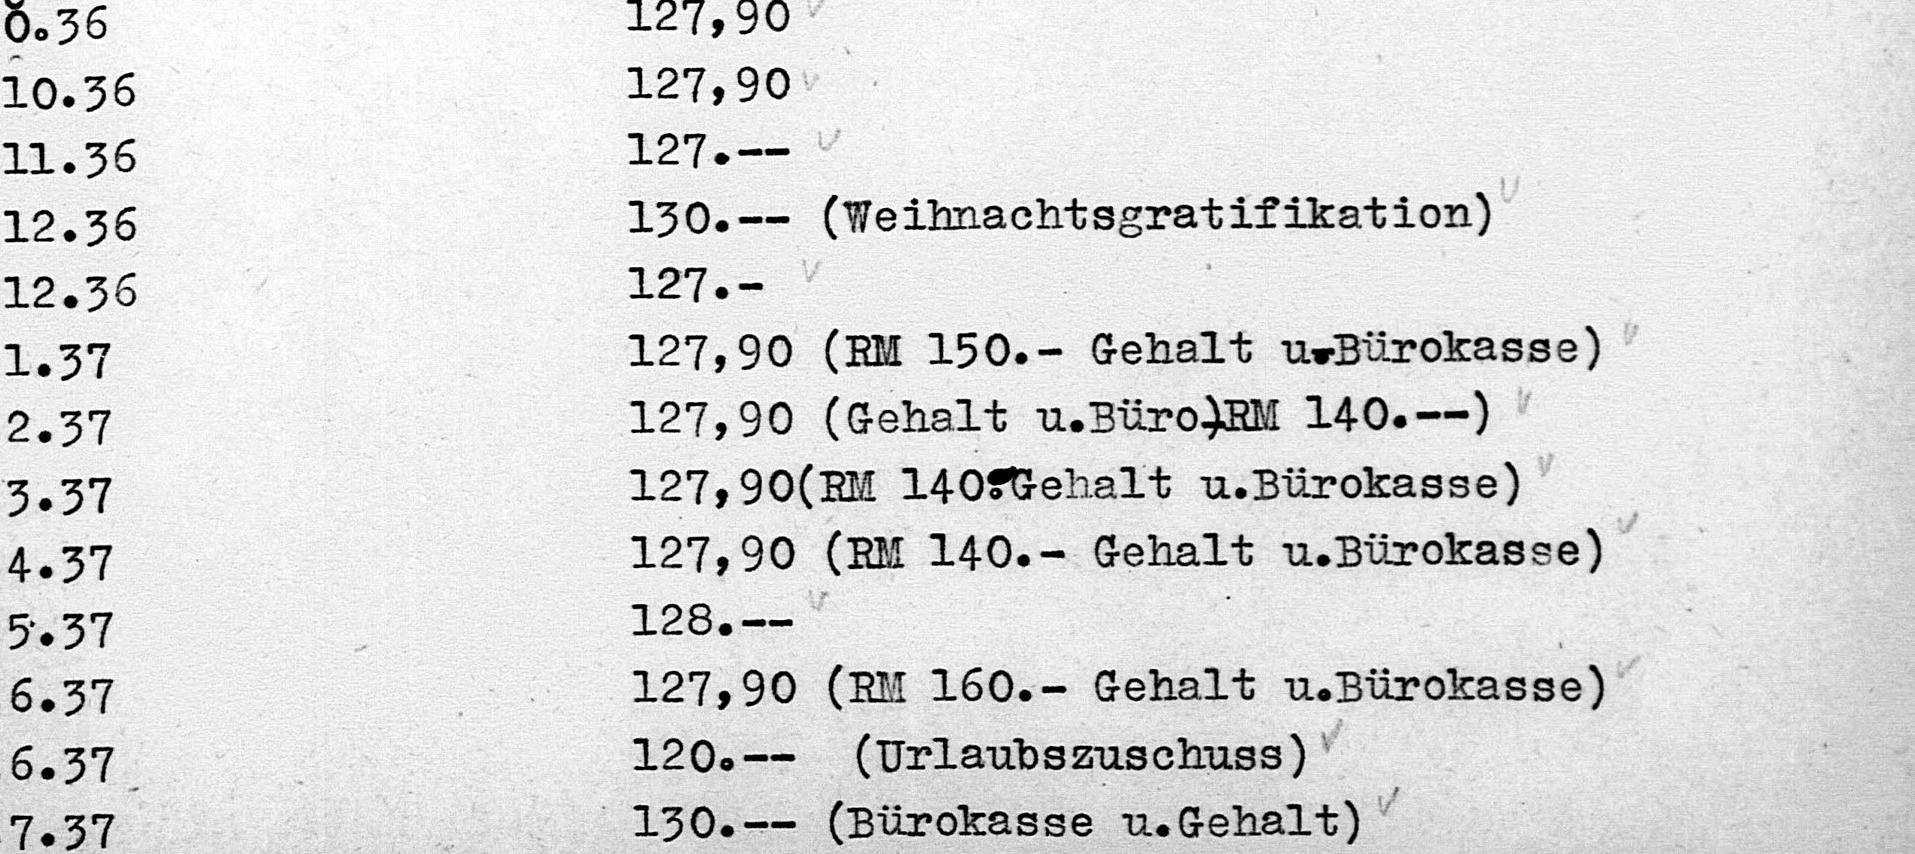 0.36 127,90
10.36 127,90
11.36 127.--
12.36 130.-- (Weihnachtsgratifikation)
12.36 127.-
1.37 127,90 (RM 150.- Gehalt u.Bürokasse)
2.37 127,90 (Gehalt u.Büro)RM 140.--)
3.37 127,90(RM 140.Gehalt u.Bürokasse)
4.37 127,90 (RM 140.- Gehalt u.Bürokasse)
5.37 128.--
6.37 127,90 (RM 160.- Gehalt u.Bürokasse)
6.37 120.-- (Urlaubszuschuss)
7.37 130.-- (Bürokasse u.Gehalt)